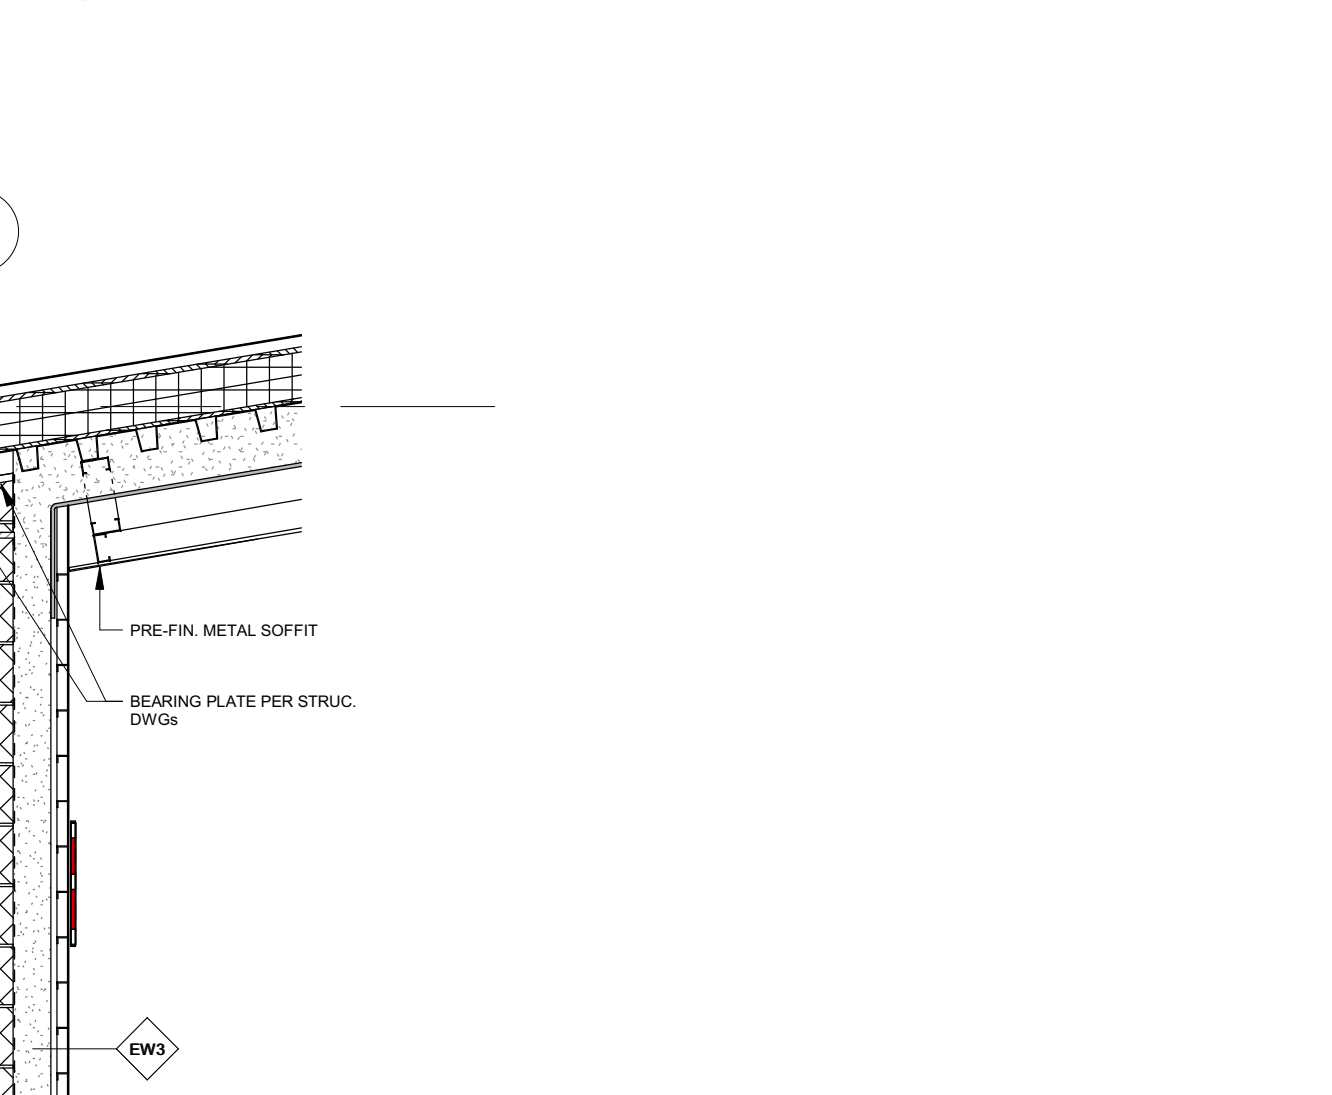 PRE-FIN. METAL SOFFIT
BEARING PLATE PER STRUC.
DWGs
EW3